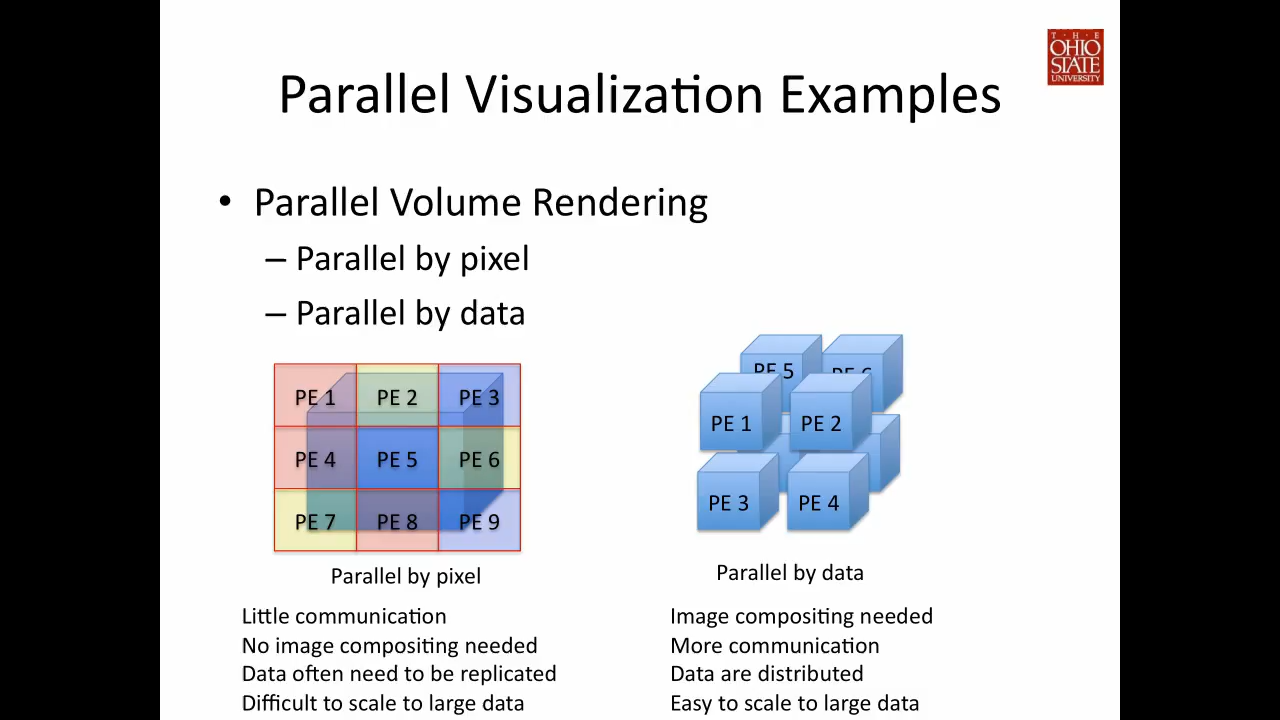 THE
OHIO
STATE
UNIVERSITY
Parallel Visualization Examples
• Parallel Volume Rendering
– Parallel by pixel
– Parallel by data
PE 1 PE 2 PE 3
PE 4 PE 5 PE 6
PE 7 PE 8 PE 9
Parallel by pixel
Little communication
No image compositing needed
Data often need to be replicated
Difficult to scale to large data
PE 5 PE 6
PE 1 PE 2
PE 3 PE 4
Parallel by data
Image compositing needed
More communication
Data are distributed
Easy to scale to large data